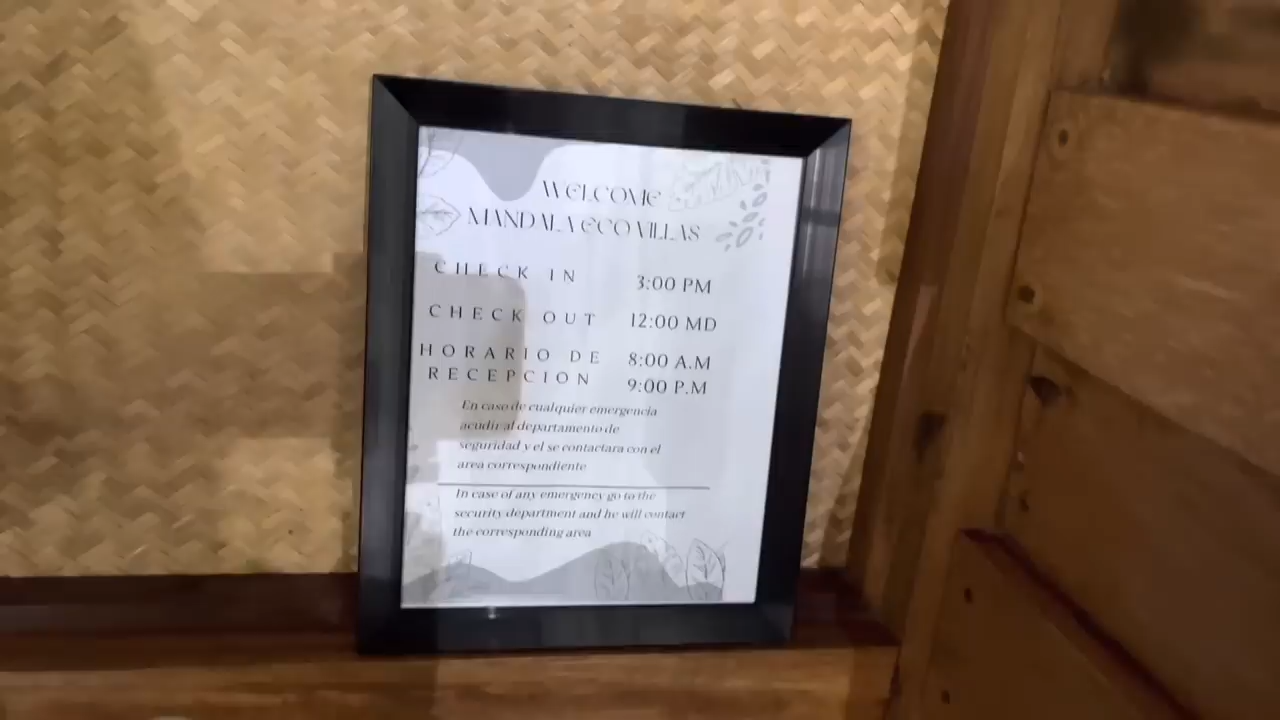 WELCOME
MANDALA ECO VILLAS
CHECK IN 3:00 PM
CHECK OUT 12:00 MD
HORARIO DE 8:00 A.M
RECEPCION 9:00 P.M
En caso de cualquier emergencia
acudir al departamento de
seguridad y el se contactara con el
area correspondiente
In case of any emergency go to the
security department and he will contact
the corresponding area